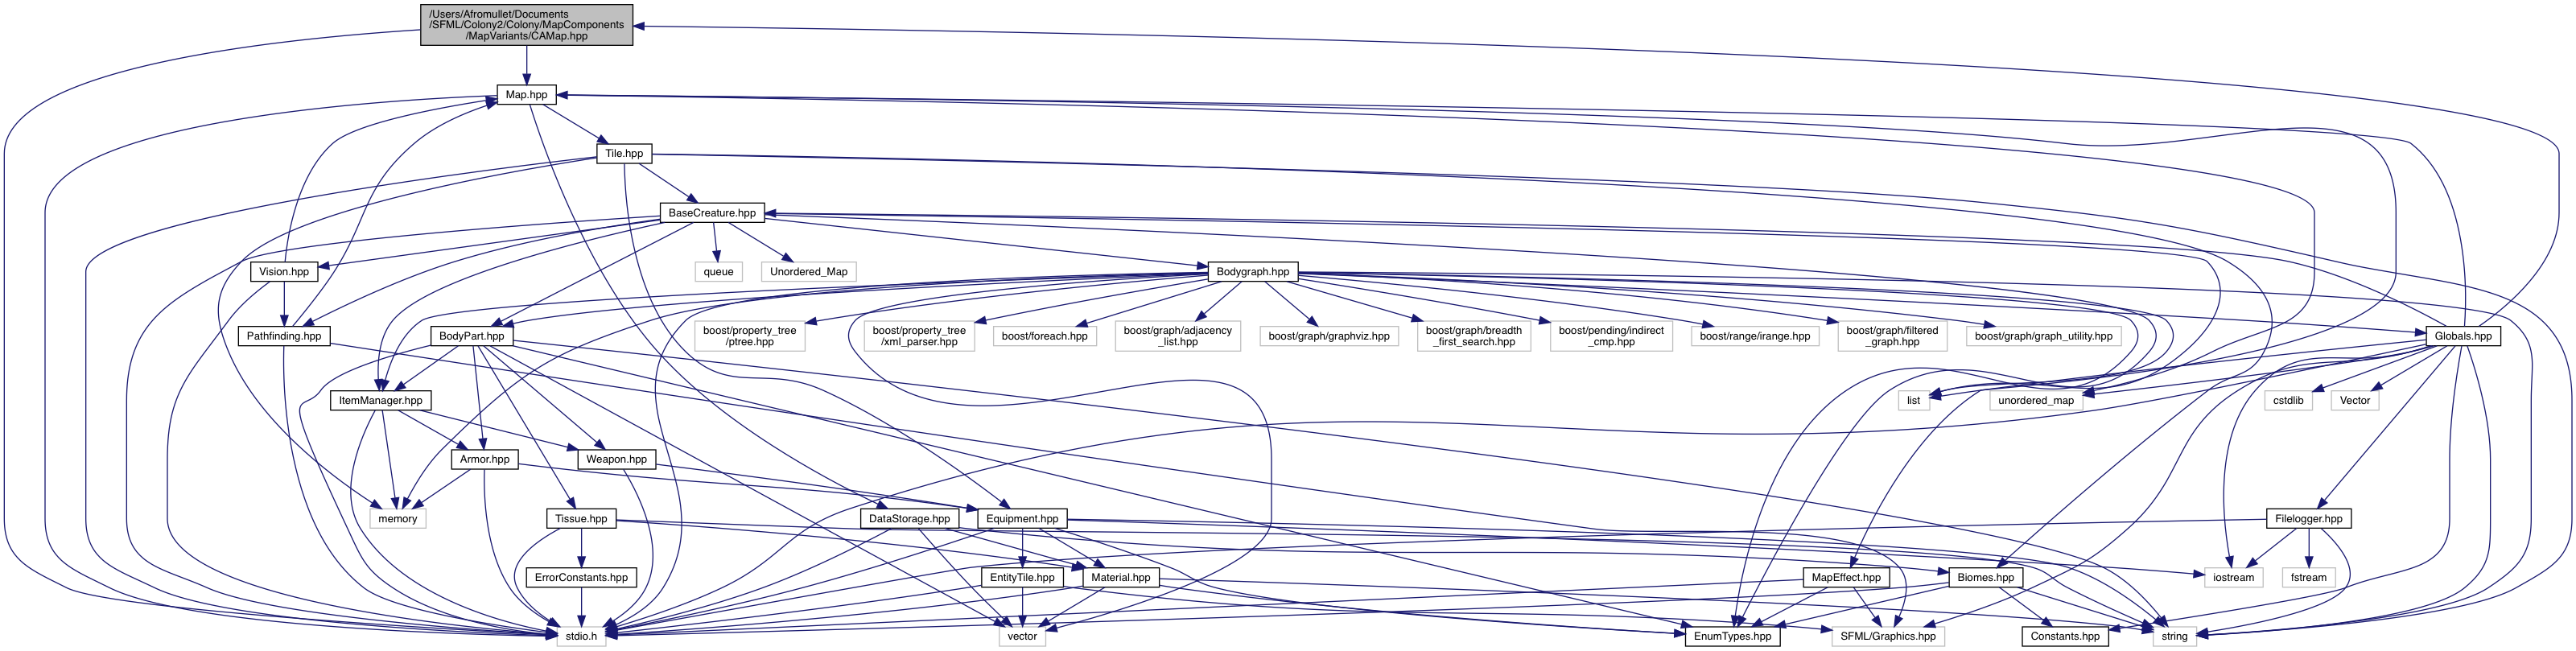 /Users/Afromullet/Documents
/SFML/Colony2/Colony/MapComponents
/MapVariants/CAMap.hpp
Map.hpp
Tile.hpp
BaseCreature.hpp
Vision.hpp
queue
Unordered_Map
Bodygraph.hpp
Pathfinding.hpp
BodyPart.hpp
boost/property_tree
/ptree.hpp
boost/property_tree
/xml_parser.hpp
boost/foreach.hpp
boost/graph/adjacency
_list.hpp
boost/graph/graphviz.hpp
boost/graph/breadth
_first_search.hpp
boost/pending/indirect
_cmp.hpp
boost/range/irange.hpp
boost/graph/filtered
_graph.hpp
boost/graph/graph_utility.hpp
Globals.hpp
ItemManager.hpp
list
unordered_map
cstdlib
Vector
Armor.hpp
Weapon.hpp
memory
Tissue.hpp
DataStorage.hpp
Equipment.hpp
Filelogger.hpp
ErrorConstants.hpp
EntityTile.hpp
Material.hpp
MapEffect.hpp
Biomes.hpp
iostream
fstream
stdio.h
vector
EnumTypes.hpp
SFML/Graphics.hpp
Constants.hpp
string